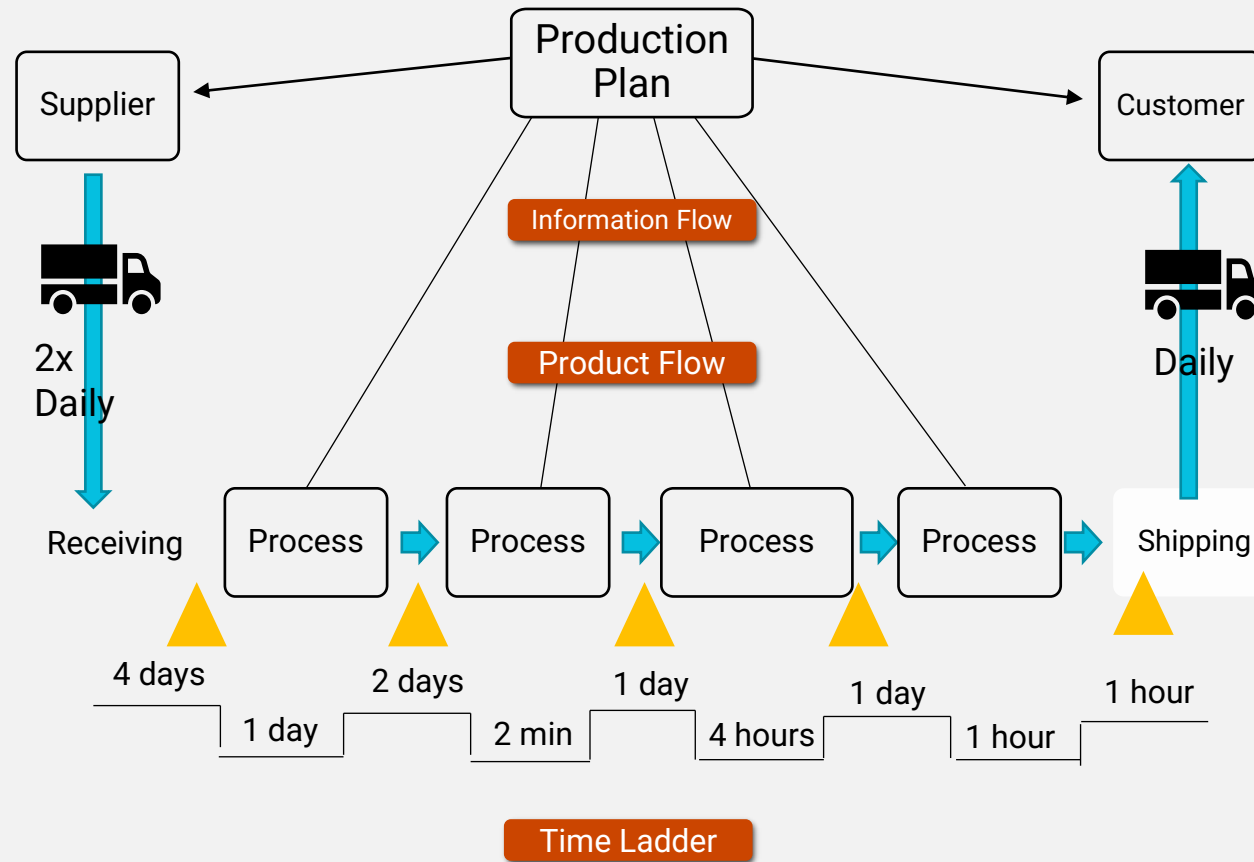 Production
Plan
Supplier
Customer
Information Flow
2x
Daily
Product Flow
Daily
Receiving
Process
Process
Process
Process
Shipping
4 days
2 days
1 day
1 day
1 hour
1 day
2 min
4 hours
1 hour
Time Ladder